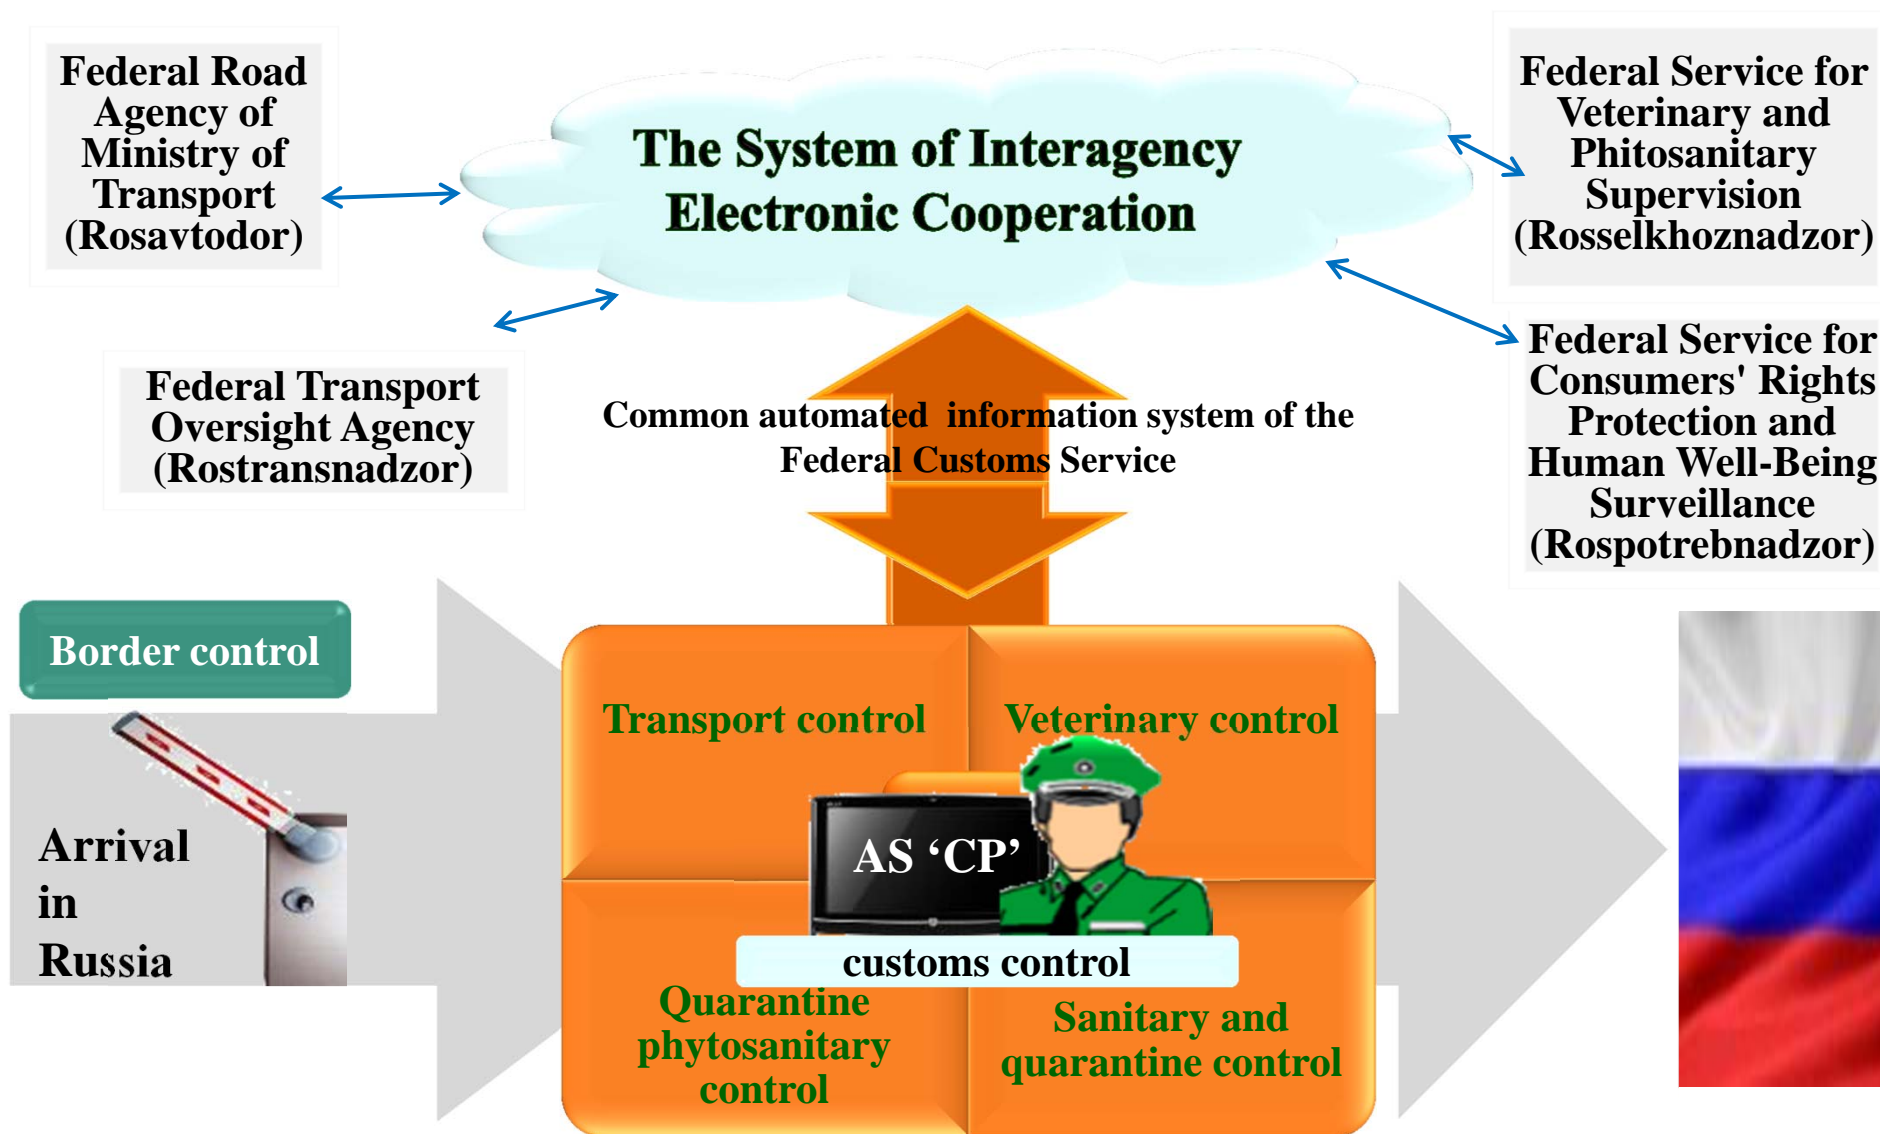 Federal Road
Agency of
Ministry of
Transport
(Rosavtodor)
The System of Interagency
Electronic Cooperation
Federal Service for
Veterinary and
Phitosanitary
Supervision
(Rosselkhoznadzor)
Federal Transport
Oversight Agency
(Rostransnadzor)
Common automated information system of the
Federal Customs Service
Federal Service for
Consumers' Rights
Protection and
Human Well-Being
Surveillance
(Rospotrebnadzor)
Border control
Arrival
in
Russia
Transport control
Veterinary control
AS ‘CP’
customs control
Quarantine
phytosanitary
control
Sanitary and
quarantine control